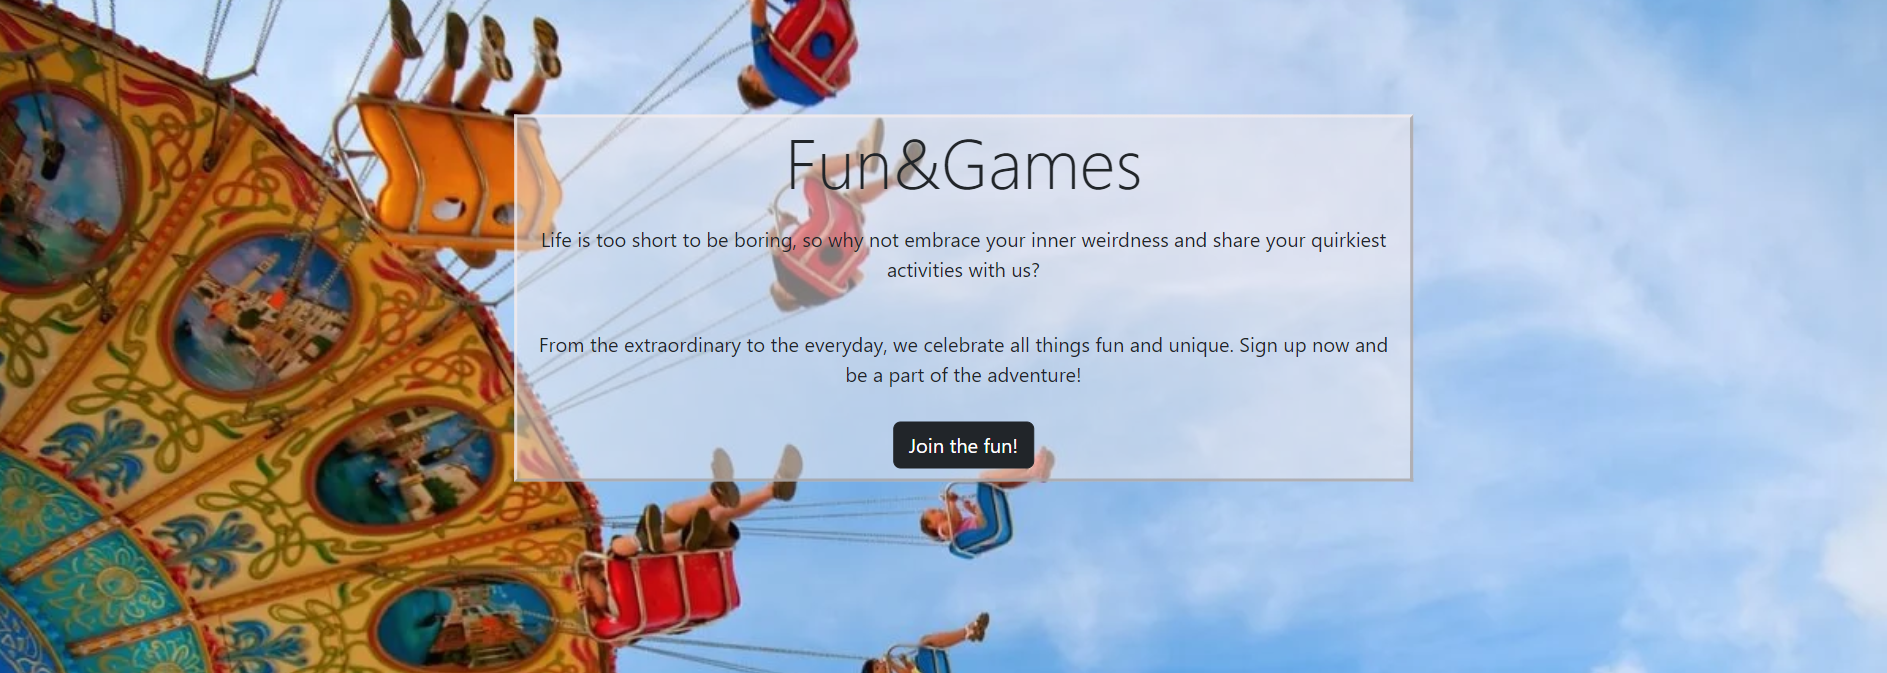 Fun&Games
Life is too short to be boring, so why not embrace your inner weirdness and share your quirkiest
activities with us?
From the extraordinary to the everyday, we celebrate all things fun and unique. Sign up now and
be a part of the adventure!
Join the fun!